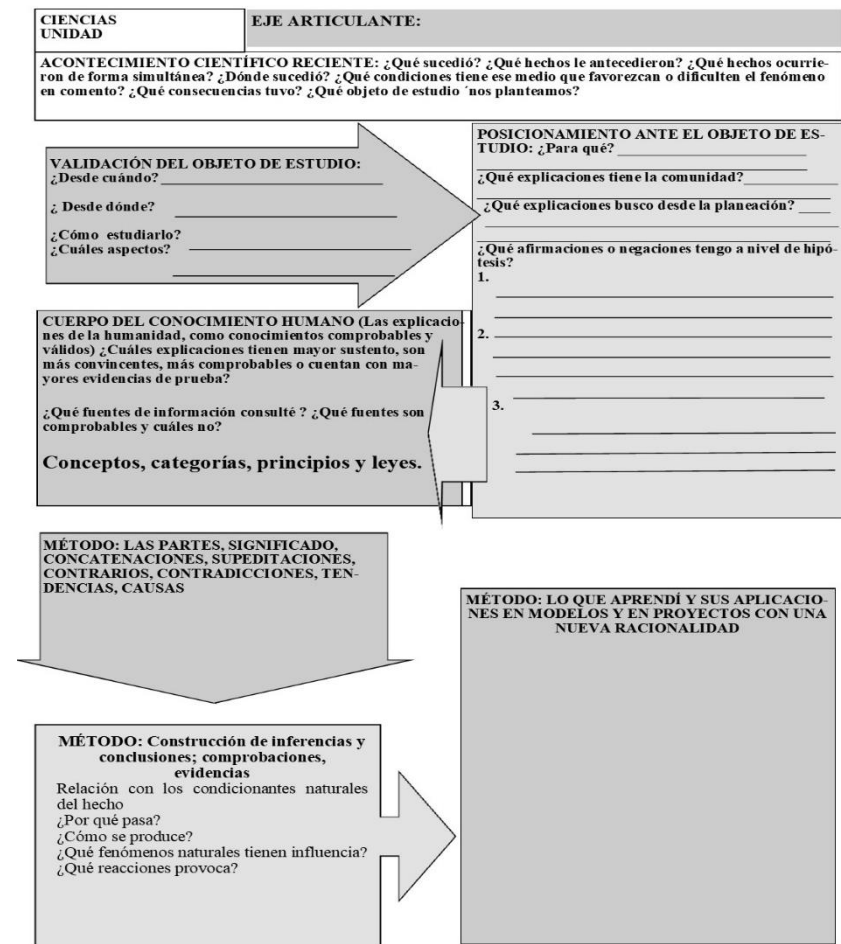 CIENCIAS
UNIDAD
EJE ARTICULANTE:
ACONTECIMIENTO CIENTÍFICO RECIENTE: ¿Qué sucedió? ¿Qué hechos le antecedieron? ¿Qué hechos ocurrie-
ron de forma simultánea? ¿Dónde sucedió? ¿Qué condiciones tiene ese medio que favorezcan o dificulten el fenómeno
en comento? ¿Qué consecuencias tuvo? ¿Qué objeto de estudio ´nos planteamos?
VALIDACIÓN DEL OBJETO DE ESTUDIO:
¿Desde cuándo?
¿ Desde dónde?
¿Cómo estudiarlo?
¿Cuáles aspectos?
POSICIONAMIENTO ANTE EL OBJETO DE ES-
TUDIO: ¿Para qué?
¿Qué explicaciones tiene la comunidad?
¿Qué explicaciones busco desde la planeación?
¿Qué afirmaciones o negaciones tengo a nivel de hipó-
tesis?
1.
2.
3.
CUERPO DEL CONOCIMIENTO HUMANO (Las explicacio-
nes de la humanidad, como conocimientos comprobables y
válidos) ¿Cuáles explicaciones tienen mayor sustento, son
más convincentes, más comprobables o cuentan con ma-
yores evidencias de prueba?
¿Qué fuentes de información consulté ? ¿Qué fuentes son
comprobables y cuáles no?
Conceptos, categorías, principios y leyes.
MÉTODO: LAS PARTES, SIGNIFICADO,
CONCATENACIONES, SUPEDITACIONES,
CONTRARIOS, CONTRADICCIONES, TEN-
DENCIAS, CAUSAS
MÉTODO: LO QUE APRENDÍ Y SUS APLICACIO-
NES EN MODELOS Y EN PROYECTOS CON UNA
NUEVA RACIONALIDAD
MÉTODO: Construcción de inferencias y
conclusiones; comprobaciones,
evidencias
Relación con los condicionantes naturales
del hecho
¿Por qué pasa?
¿Cómo se produce?
¿Qué fenómenos naturales tienen influencia?
¿Qué reacciones provoca?